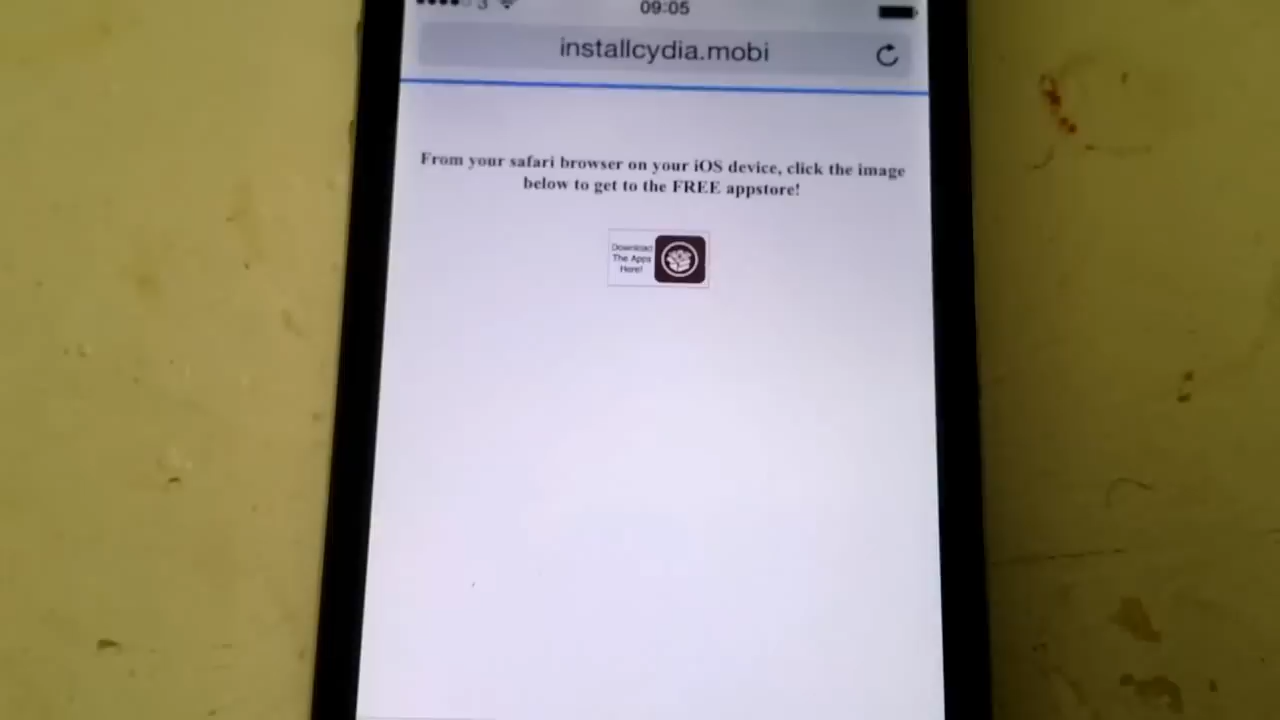 3 09:05
installcydia.mobi
From your safari browser on your iOS device, click the image
below to get to the FREE appstore!
Download
The Apps
Here!